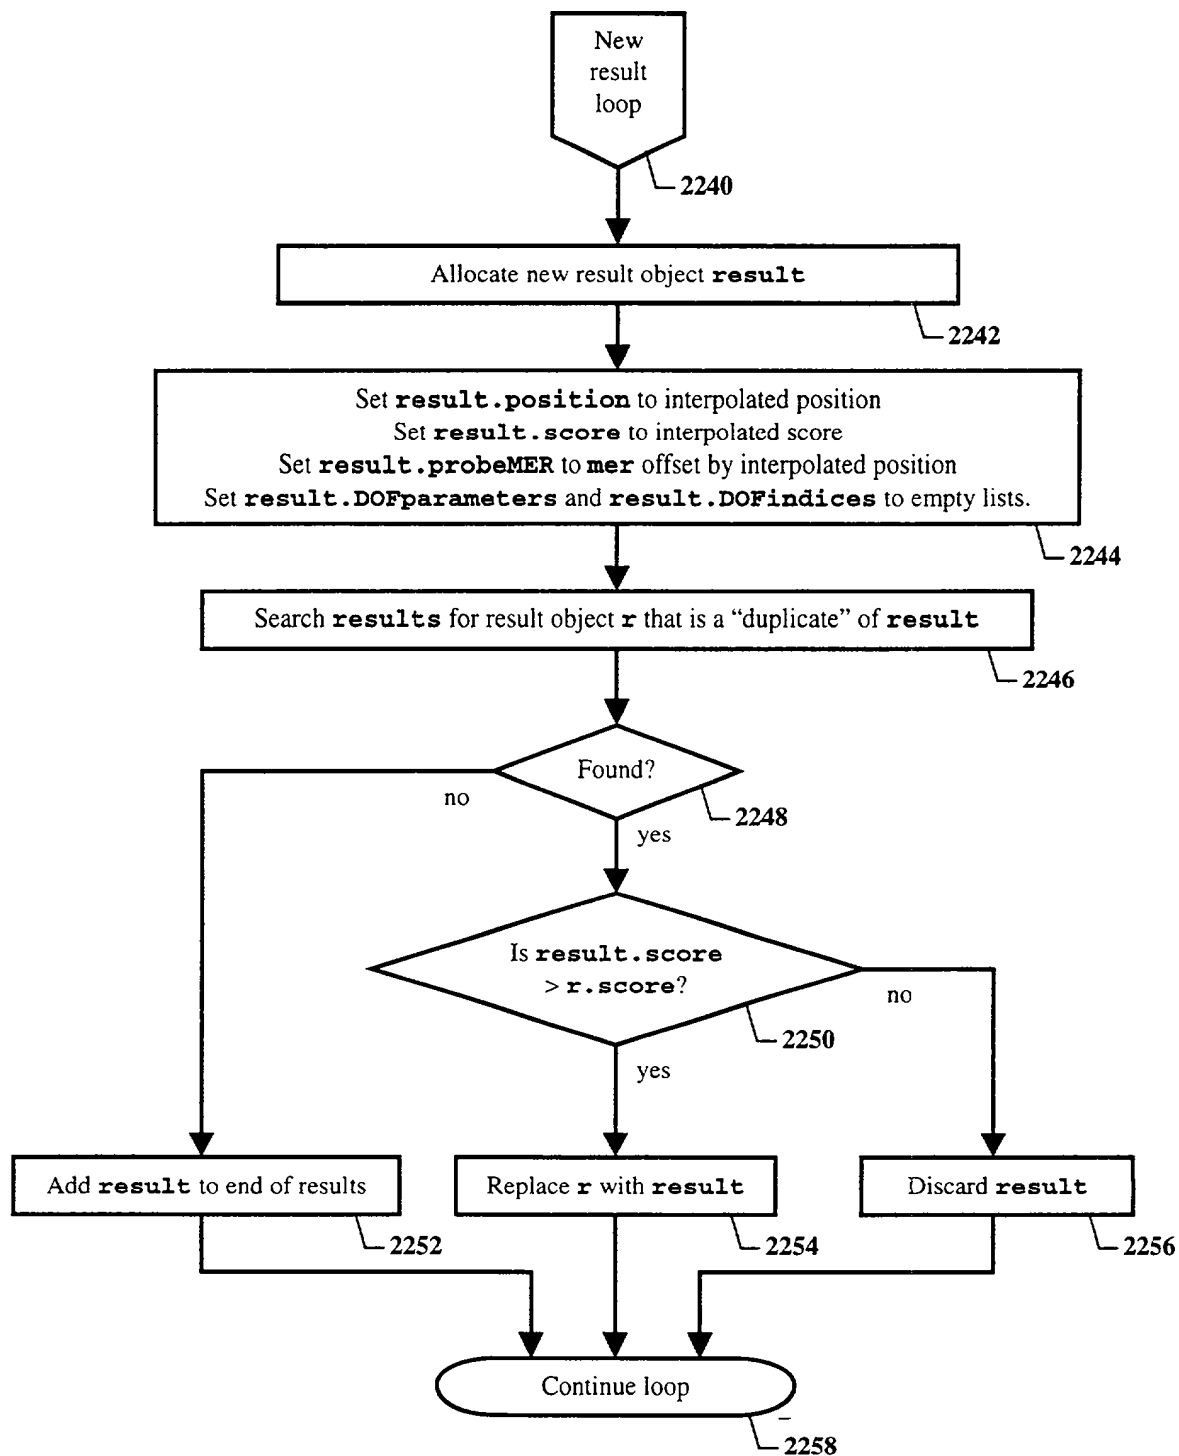 New
result
loop
2240
Allocate new result object result
2242
Set result.position to interpolated position
Set result.score to interpolated score
Set result.probeMER to mer offset by interpolated position
Set result.DOFparameters and result.DOFindices to empty lists.
2244
Search results for result object r that is a “duplicate” of result
2246
Found?
no
2248
yes
Is result.score
> r.score?
no
2250
yes
Add result to end of results
Replace r with result
Discard result
2252
2254
2256
Continue loop
2258